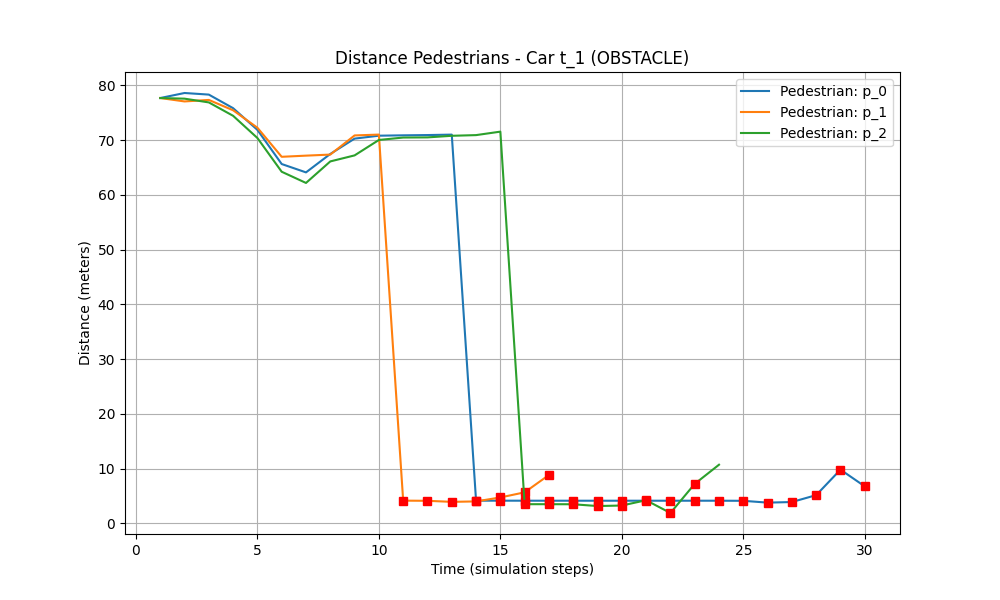 Distance Pedestrians - Car t_1 (OBSTACLE)
Distance (meters)
80
70
60
50
40
30
20
10
0
Pedestrian: p_0
Pedestrian: p_1
Pedestrian: p_2
0 5 10 15 20 25 30
Time (simulation steps)